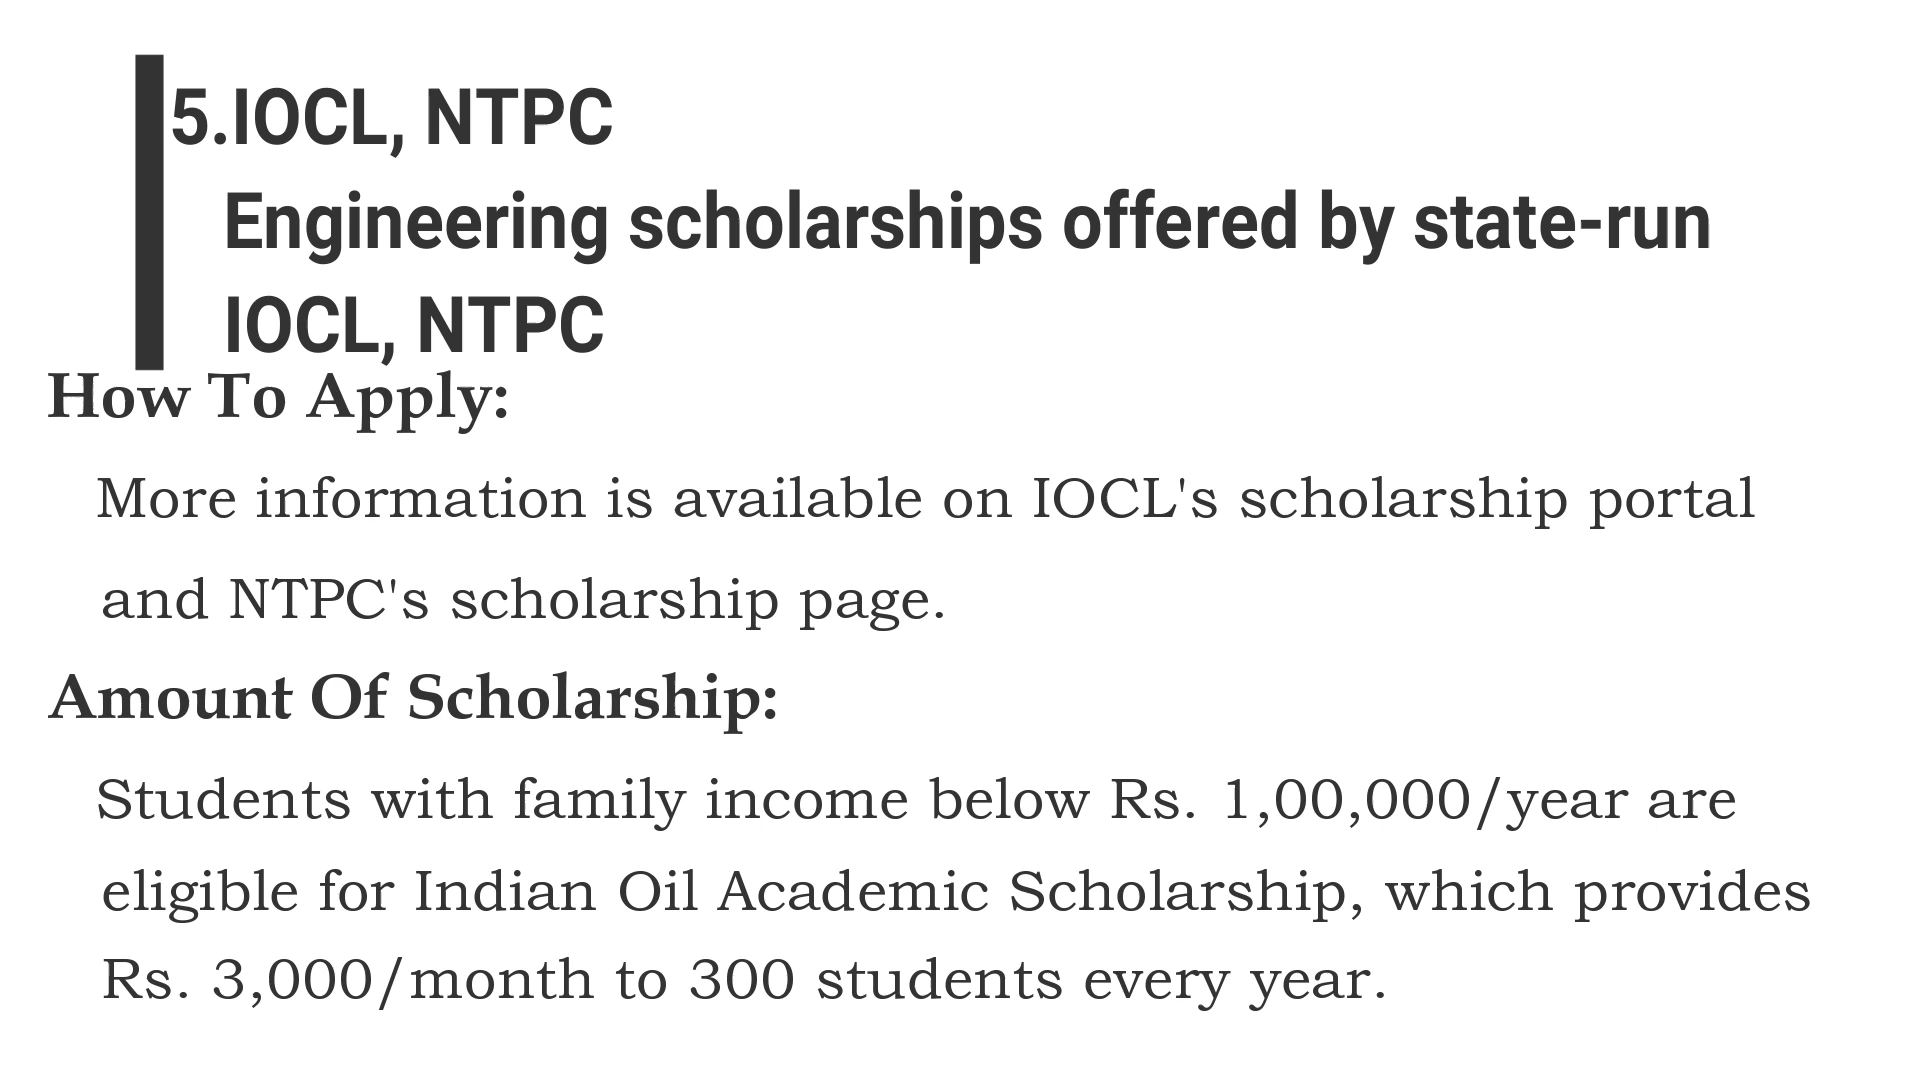 5.IOCL, NTPC
Engineering scholarships offered by state-run
IOCL, NTPC
How To Apply:
More information is available on IOCL's scholarship portal
and NTPC's scholarship page.
Amount Of Scholarship:
Students with family income below Rs. 1,00,000/year are
eligible for Indian Oil Academic Scholarship, which provides
Rs. 3,000/month to 300 students every year.